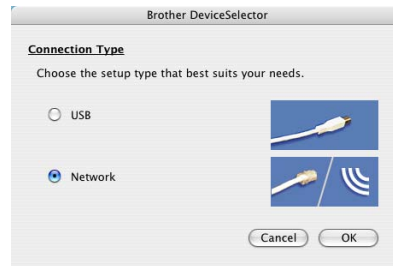 Brother DeviceSelector
Connection Type
Choose the setup type that best suits your needs.
USB
Network
Cancel OK